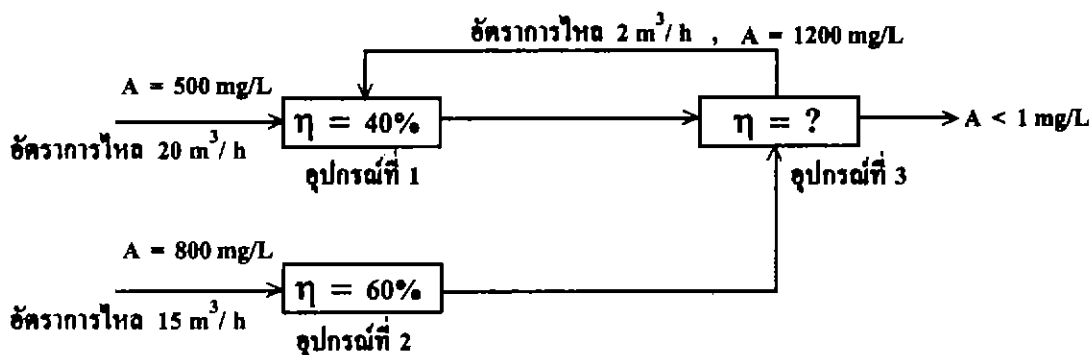 อัตราการไหล 2 m³/h , A = 1200 mg/L
A = 500 mg/L
η = 40%
η = ?
A < 1 mg/L
อัตราการไหล 20 m³/h
อุปกรณ์ที่ 1
อุปกรณ์ที่ 3
A = 800 mg/L
η = 60%
อัตราการไหล 15 m³/h
อุปกรณ์ที่ 2